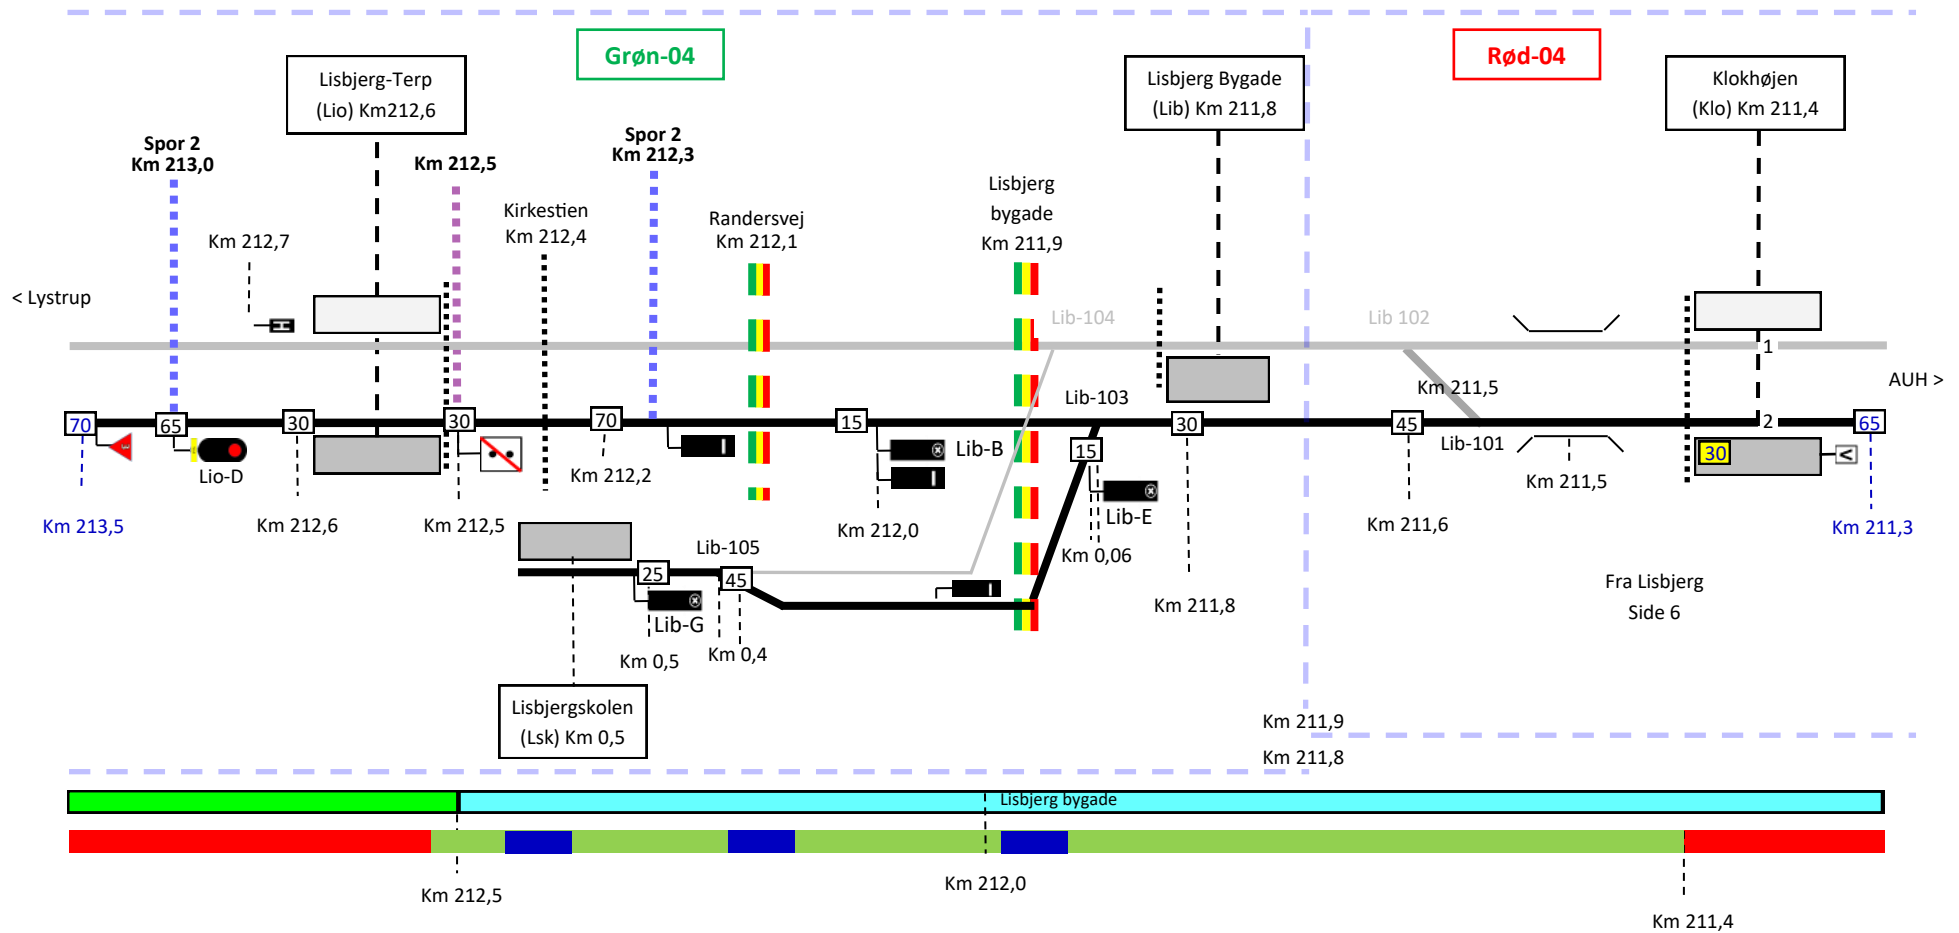 Grøn-04
Rød-04
Lisbjerg-Terp
(Lio) Km212,6
Lisbjerg Bygade
(Lib) Km 211,8
Klokhøjen
(Klo) Km 211,4
Spor 2
Km 213,0
Km 212,5
Spor 2
Km 212,3
Kirkestien
Km 212,4
Km 212,7
Randersvej
Km 212,1
Lisbjerg
bygade
Km 211,9
< Lystrup
H
Lib-104
Lib 102
1
AUH >
Km 211,5
Lib-103
70
65
30
30
70
15
30
45
2
65
Lio-D
Lib-B
15
Lib-101
30
V
Km 212,2
Km 211,5
Km 213,5
Km 212,6
Km 212,5
Km 212,0
Lib-E
Km 211,6
Km 211,3
Lib-105
Km 0,06
25
45
Fra Lisbjerg
Side 6
Lib-G
Km 211,8
Km 0,5
Km 0,4
Lisbjergskolen
(Lsk) Km 0,5
Km 211,9
Km 211,8
Lisbjerg bygade
Km 212,5
Km 212,0
Km 211,4